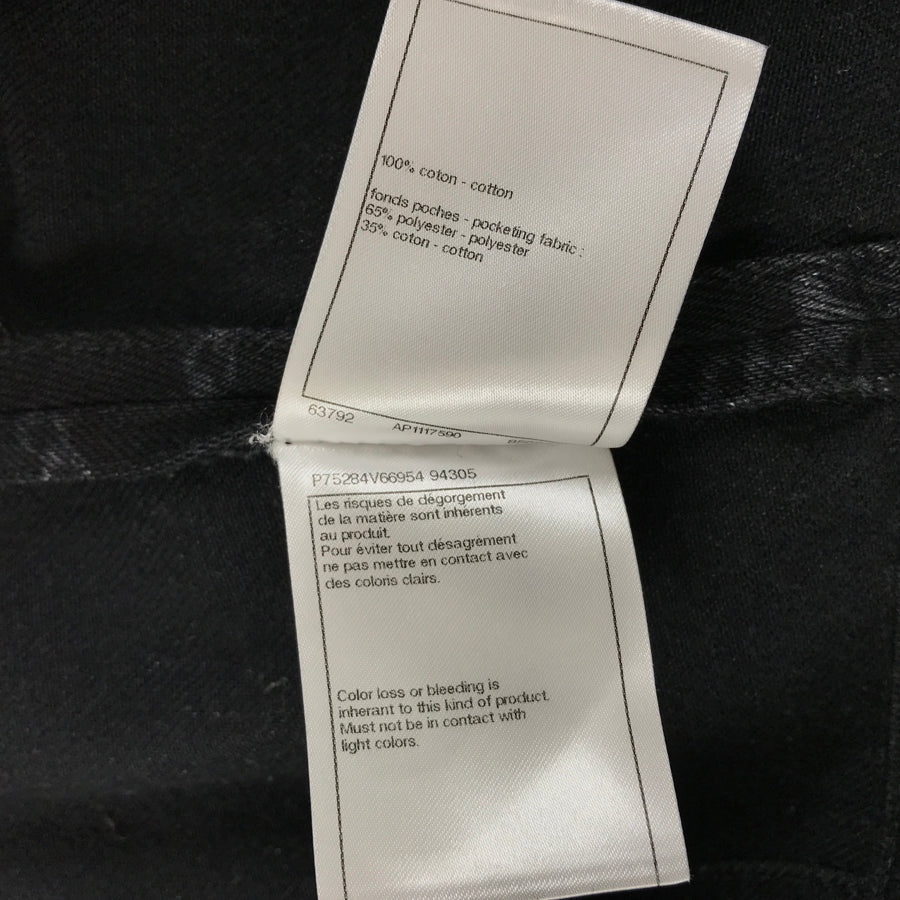 100% coton - cotton
fonds poches - pocketing fabric :
65% polyester - polyester
35% coton - cotton
63792 AP1117590
P75284V66954 94305
Les risques de dégorgement
de la matière sont inhérents
au produit.
Pour éviter tout désagrément
ne pas mettre en contact avec
des coloris clairs.
Color loss or bleeding is
inherant to this kind of product.
Must not be in contact with
light colors.